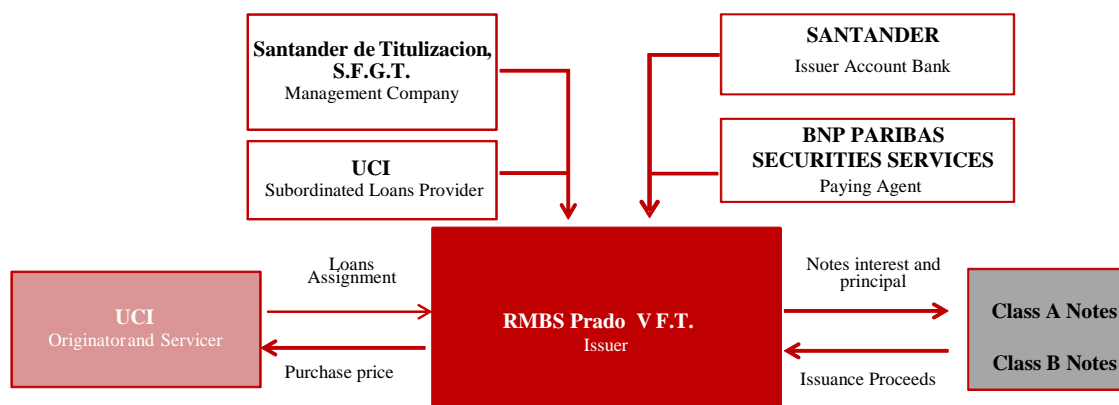 Santander de Titulizacion,
S.F.G.T.
Management Company
SANTANDER
Issuer Account Bank
UCI
Subordinated Loans Provider
BNP PARIBAS
SECURITIES SERVICES
Paying Agent
Loans
Assignment
Notes interest and
principal
UCI
Originator and Servicer
RMBS Prado V F.T.
Issuer
Class A Notes
Class B Notes
Purchase price
Issuance Proceeds